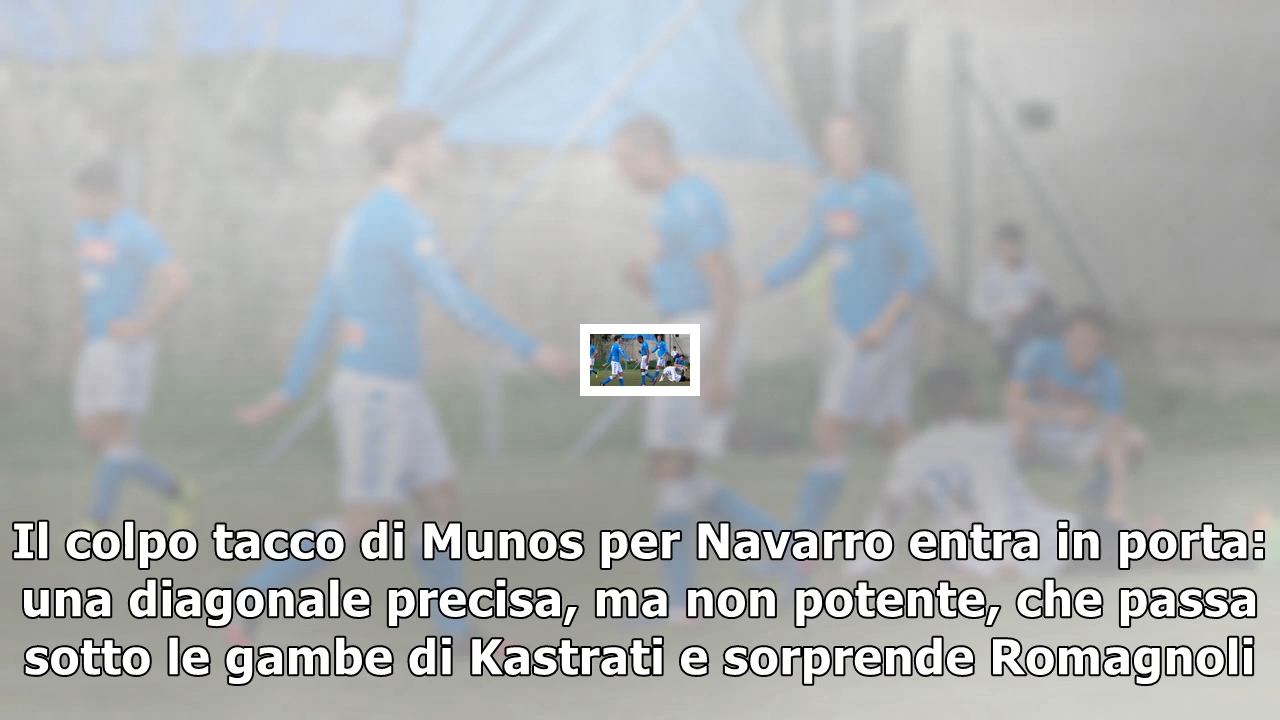 Il colpo tacco di Munos per Navarro entra in porta:
una diagonale precisa, ma non potente, che passa
sotto le gambe di Kastrati e sorprende Romagnoli